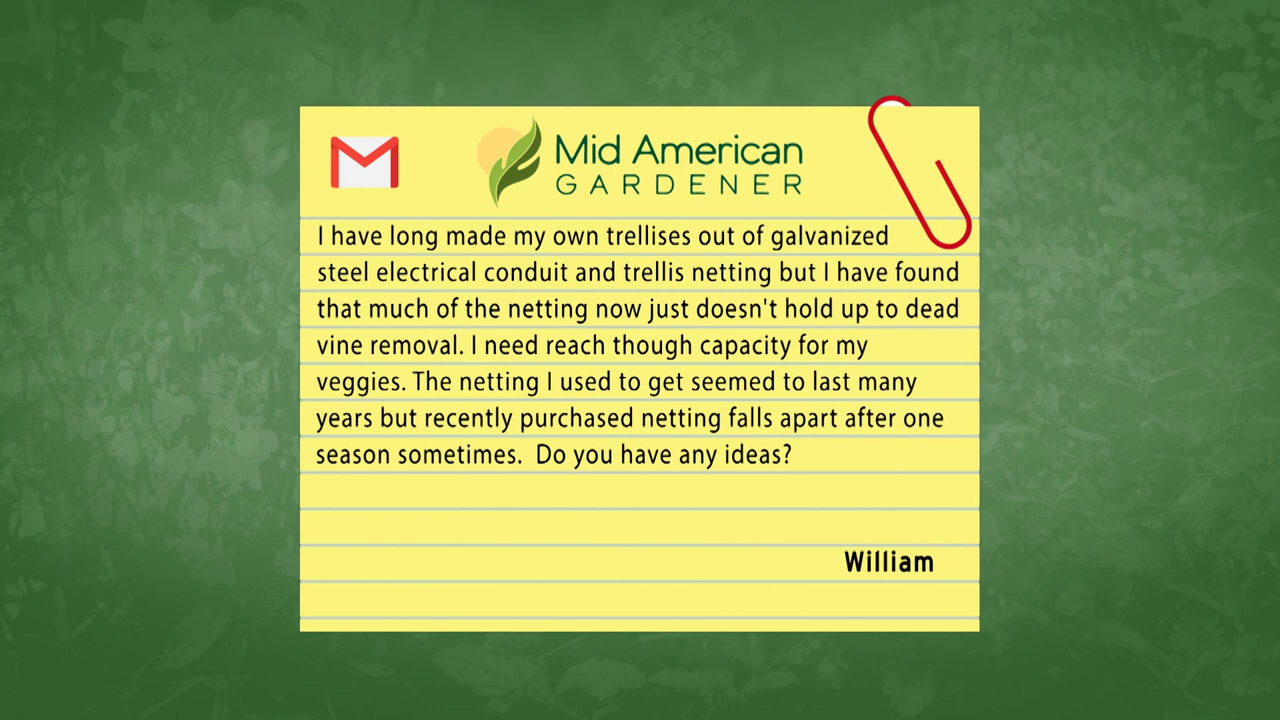 Mid American
GARDENER
I have long made my own trellises out of galvanized
steel electrical conduit and trellis netting but I have found
that much of the netting now just doesn't hold up to dead
vine removal. I need reach though capacity for my
veggies. The netting I used to get seemed to last many
years but recently purchased netting falls apart after one
season sometimes.  Do you have any ideas?
William